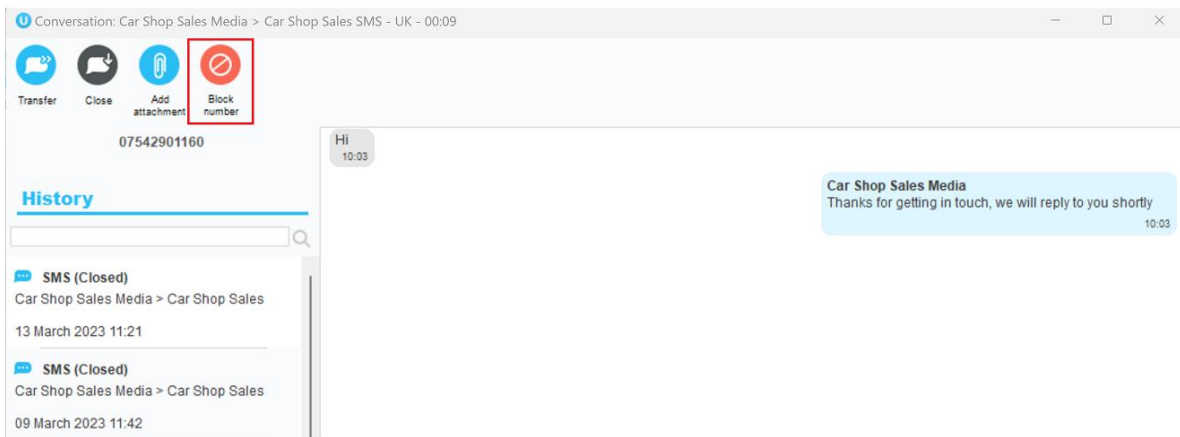 Conversation: Car Shop Sales Media > Car Shop Sales SMS - UK - 00:09
Transfer
Close
Add
attachment
Block
number
07542901160
Hi
10:03
Car Shop Sales Media
Thanks for getting in touch, we will reply to you shortly
10:03
History
SMS (Closed)
Car Shop Sales Media > Car Shop Sales
13 March 2023 11:21
SMS (Closed)
Car Shop Sales Media > Car Shop Sales
09 March 2023 11:42